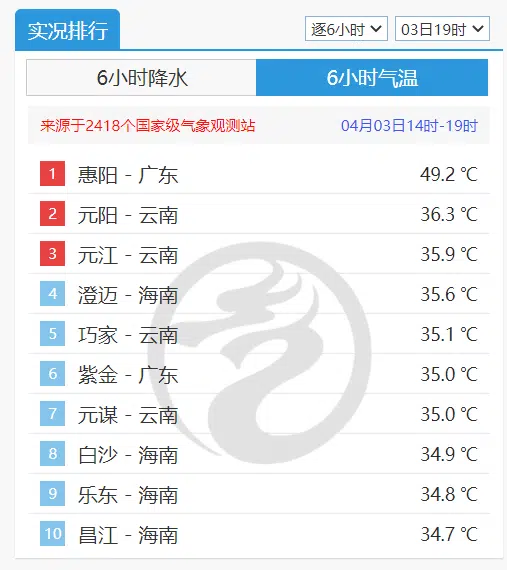 实况排行 逐6小时 03日19时
6小时降水 6小时气温
来源于2418个国家级气象观测站 04月03日14时-19时
1 惠阳 - 广东 49.2 ℃
2 元阳 - 云南 36.3 ℃
3 元江 - 云南 35.9 ℃
4 澄迈 - 海南 35.6 ℃
5 巧家 - 云南 35.1 ℃
6 紫金 - 广东 35.0 ℃
7 元谋 - 云南 35.0 ℃
8 白沙 - 海南 34.9 ℃
9 乐东 - 海南 34.8 ℃
10 昌江 - 海南 34.7 ℃